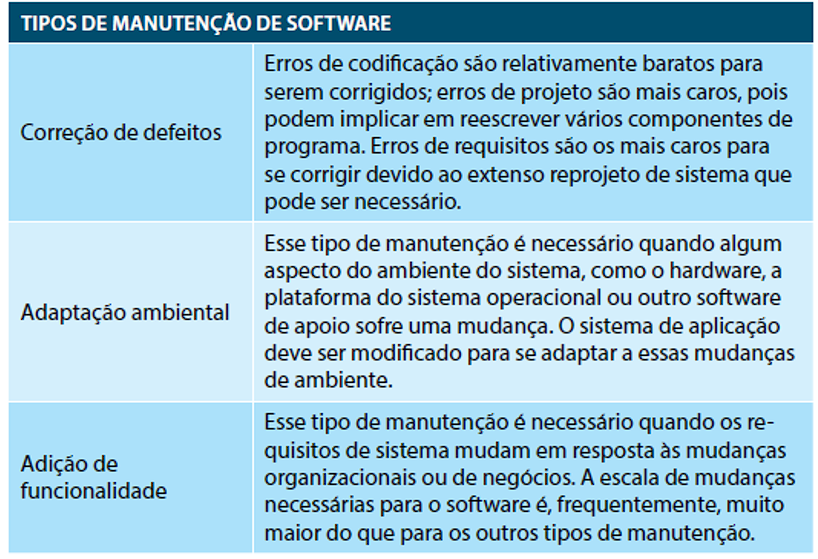 TIPOS DE MANUTENÇÃO DE SOFTWARE
Correção de defeitos
Erros de codificação são relativamente baratos para
serem corrigidos; erros de projeto são mais caros, pois
podem implicar em reescrever vários componentes de
programa. Erros de requisitos são os mais caros para
se corrigir devido ao extenso reprojeto de sistema que
pode ser necessário.
Adaptação ambiental
Esse tipo de manutenção é necessário quando algum
aspecto do ambiente do sistema, como o hardware, a
plataforma do sistema operacional ou outro software
de apoio sofre uma mudança. O sistema de aplicação
deve ser modificado para se adaptar a essas mudanças
de ambiente.
Adição de
funcionalidade
Esse tipo de manutenção é necessário quando os re-
quisitos de sistema mudam em resposta às mudanças
organizacionais ou de negócios. A escala de mudanças
necessárias para o software é, frequentemente, muito
maior do que para os outros tipos de manutenção.